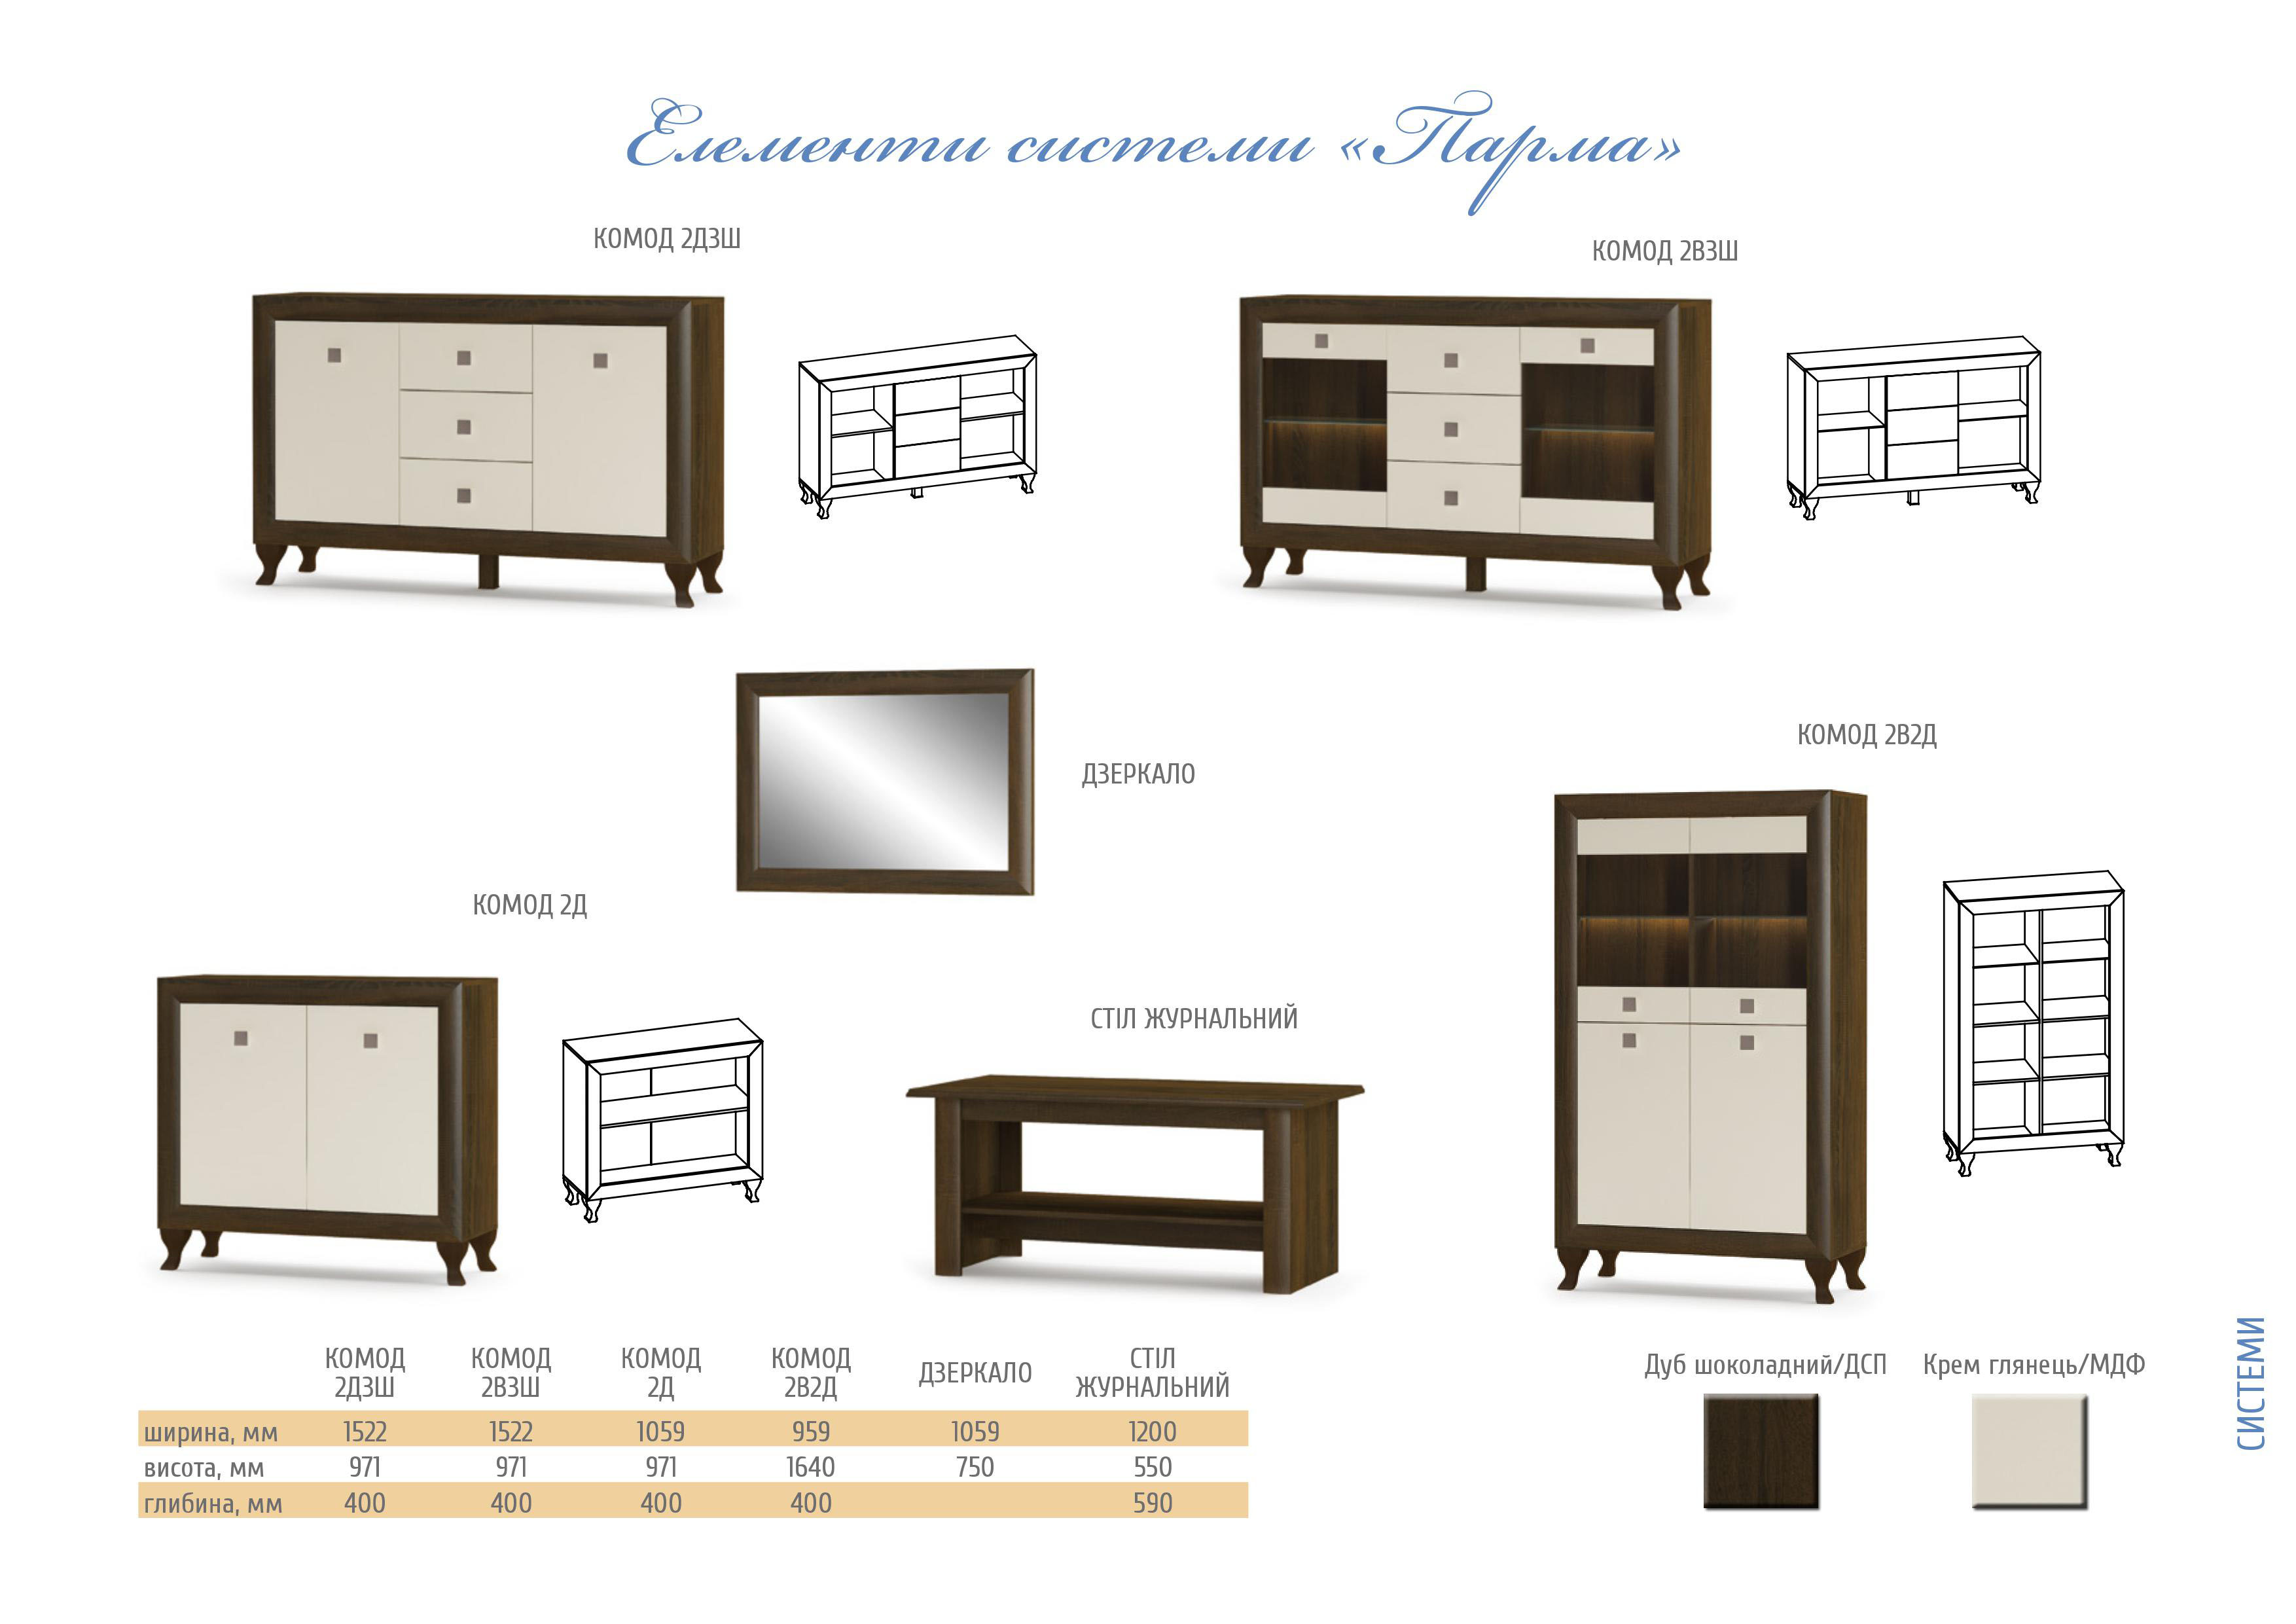 Елементи системи «Парма»
КОМОД 2Д3Ш
КОМОД 2В3Ш
ДЗЕРКАЛО
КОМОД 2В2Д
КОМОД 2Д
СТІЛ ЖУРНАЛЬНИЙ
КОМОД 2Д3Ш КОМОД 2В3Ш КОМОД 2Д КОМОД 2В2Д ДЗЕРКАЛО СТІЛ ЖУРНАЛЬНИЙ
ширина, мм 1522 1522 1059 959 1059 1200
висота, мм 971 971 971 1640 750 550
глибина, мм 400 400 400 400 590
Дуб шоколадний/ДСП Крем глянець/МДФ
СИСТЕМИ